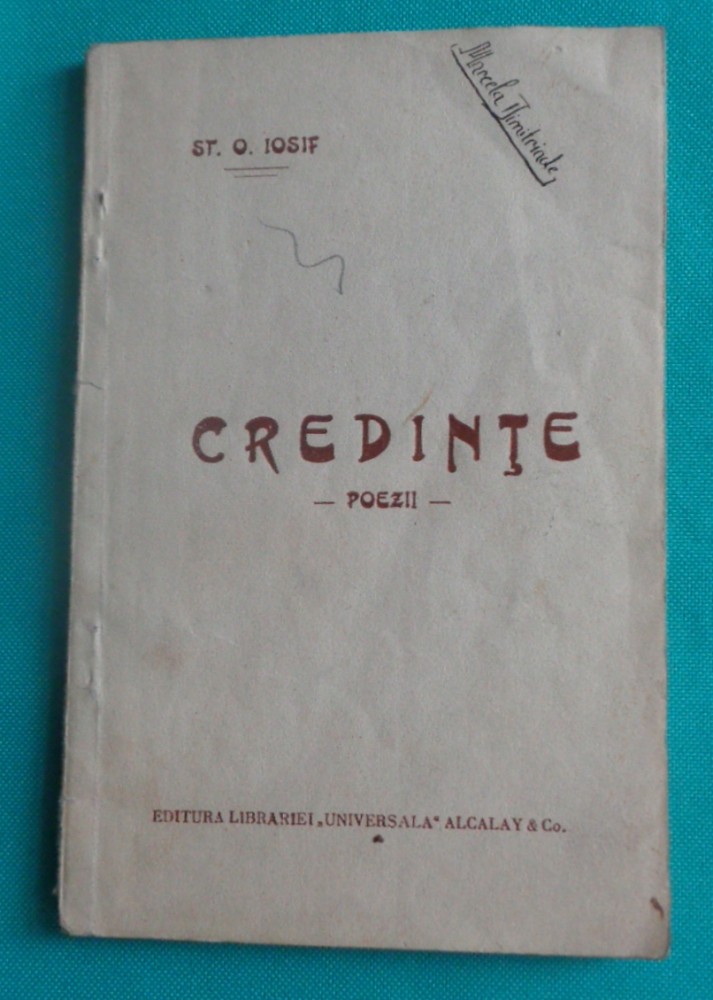 Marcela Dimitriade
ST. O. IOSIF
CREDINŢE
— POEZII —
EDITURA LIBRARIEI „UNIVERSALA“ ALCALAY & Co.